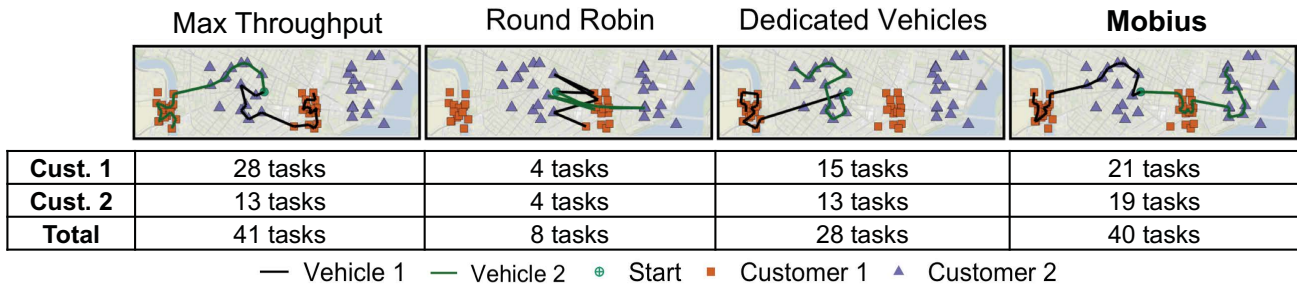 Max Throughput Round Robin Dedicated Vehicles Mobius
Cust. 1 28 tasks 4 tasks 15 tasks 21 tasks
Cust. 2 13 tasks 4 tasks 13 tasks 19 tasks
Total 41 tasks 8 tasks 28 tasks 40 tasks
Vehicle 1 Vehicle 2 Start Customer 1 Customer 2